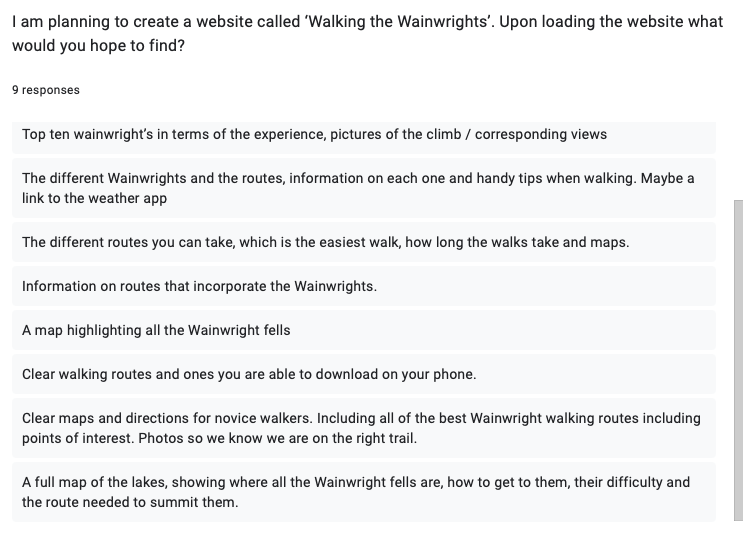 I am planning to create a website called ‘Walking the Wainwrights’. Upon loading the website what
would you hope to find?
9 responses
Top ten wainwright’s in terms of the experience, pictures of the climb / corresponding views
The different Wainwrights and the routes, information on each one and handy tips when walking. Maybe a
link to the weather app
The different routes you can take, which is the easiest walk, how long the walks take and maps.
Information on routes that incorporate the Wainwrights.
A map highlighting all the Wainwright fells
Clear walking routes and ones you are able to download on your phone.
Clear maps and directions for novice walkers. Including all of the best Wainwright walking routes including
points of interest. Photos so we know we are on the right trail.
A full map of the lakes, showing where all the Wainwright fells are, how to get to them, their difficulty and
the route needed to summit them.